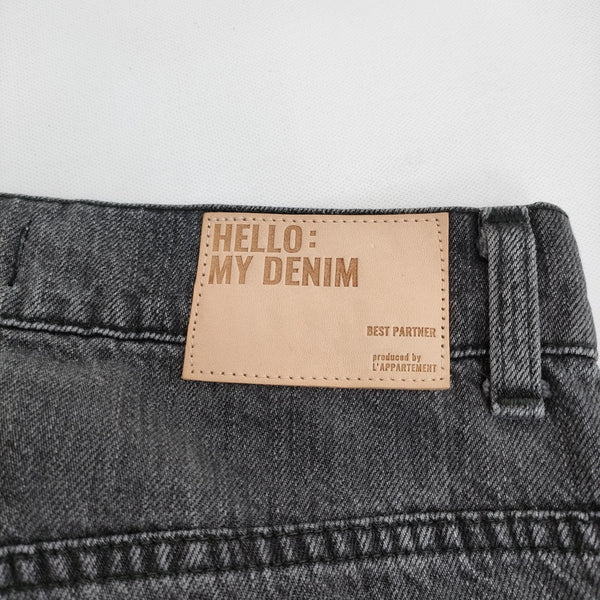 HELLO:
MY DENIM
BEST PARTNER
produced by
L'APPARTEMENT